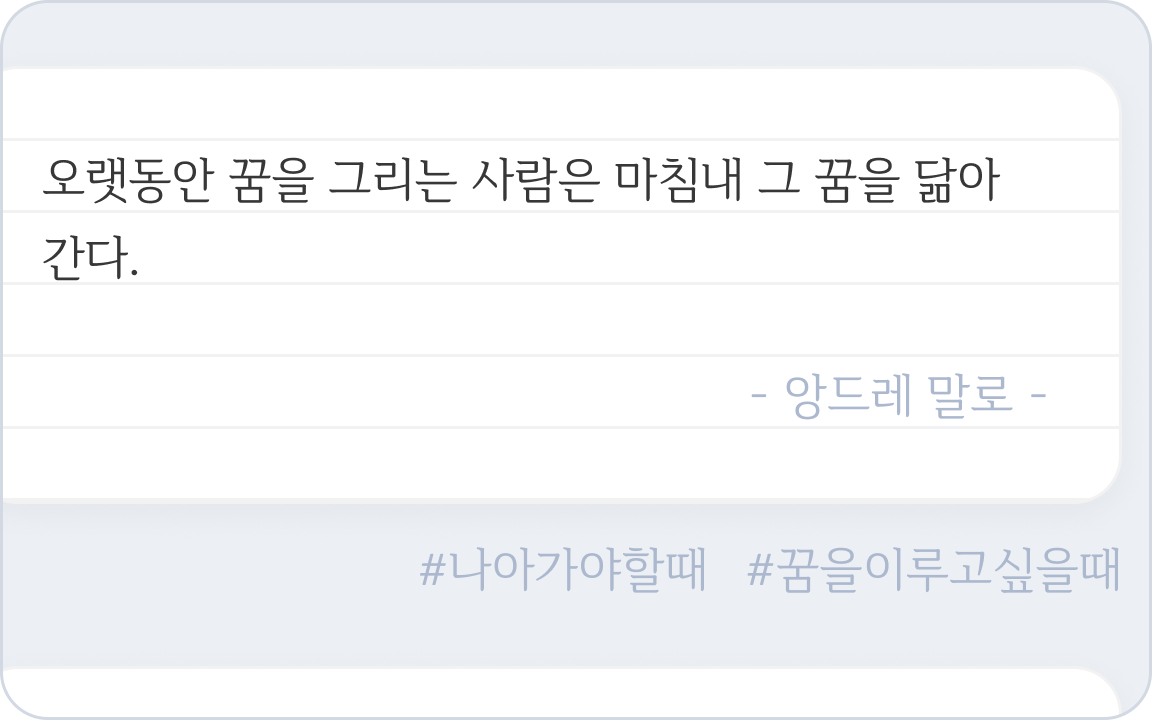 오랫동안 꿈을 그리는 사람은 마침내 그 꿈을 닮아
간다.
- 앙드레 말로 -
#나아가야할때 #꿈을이루고싶을때